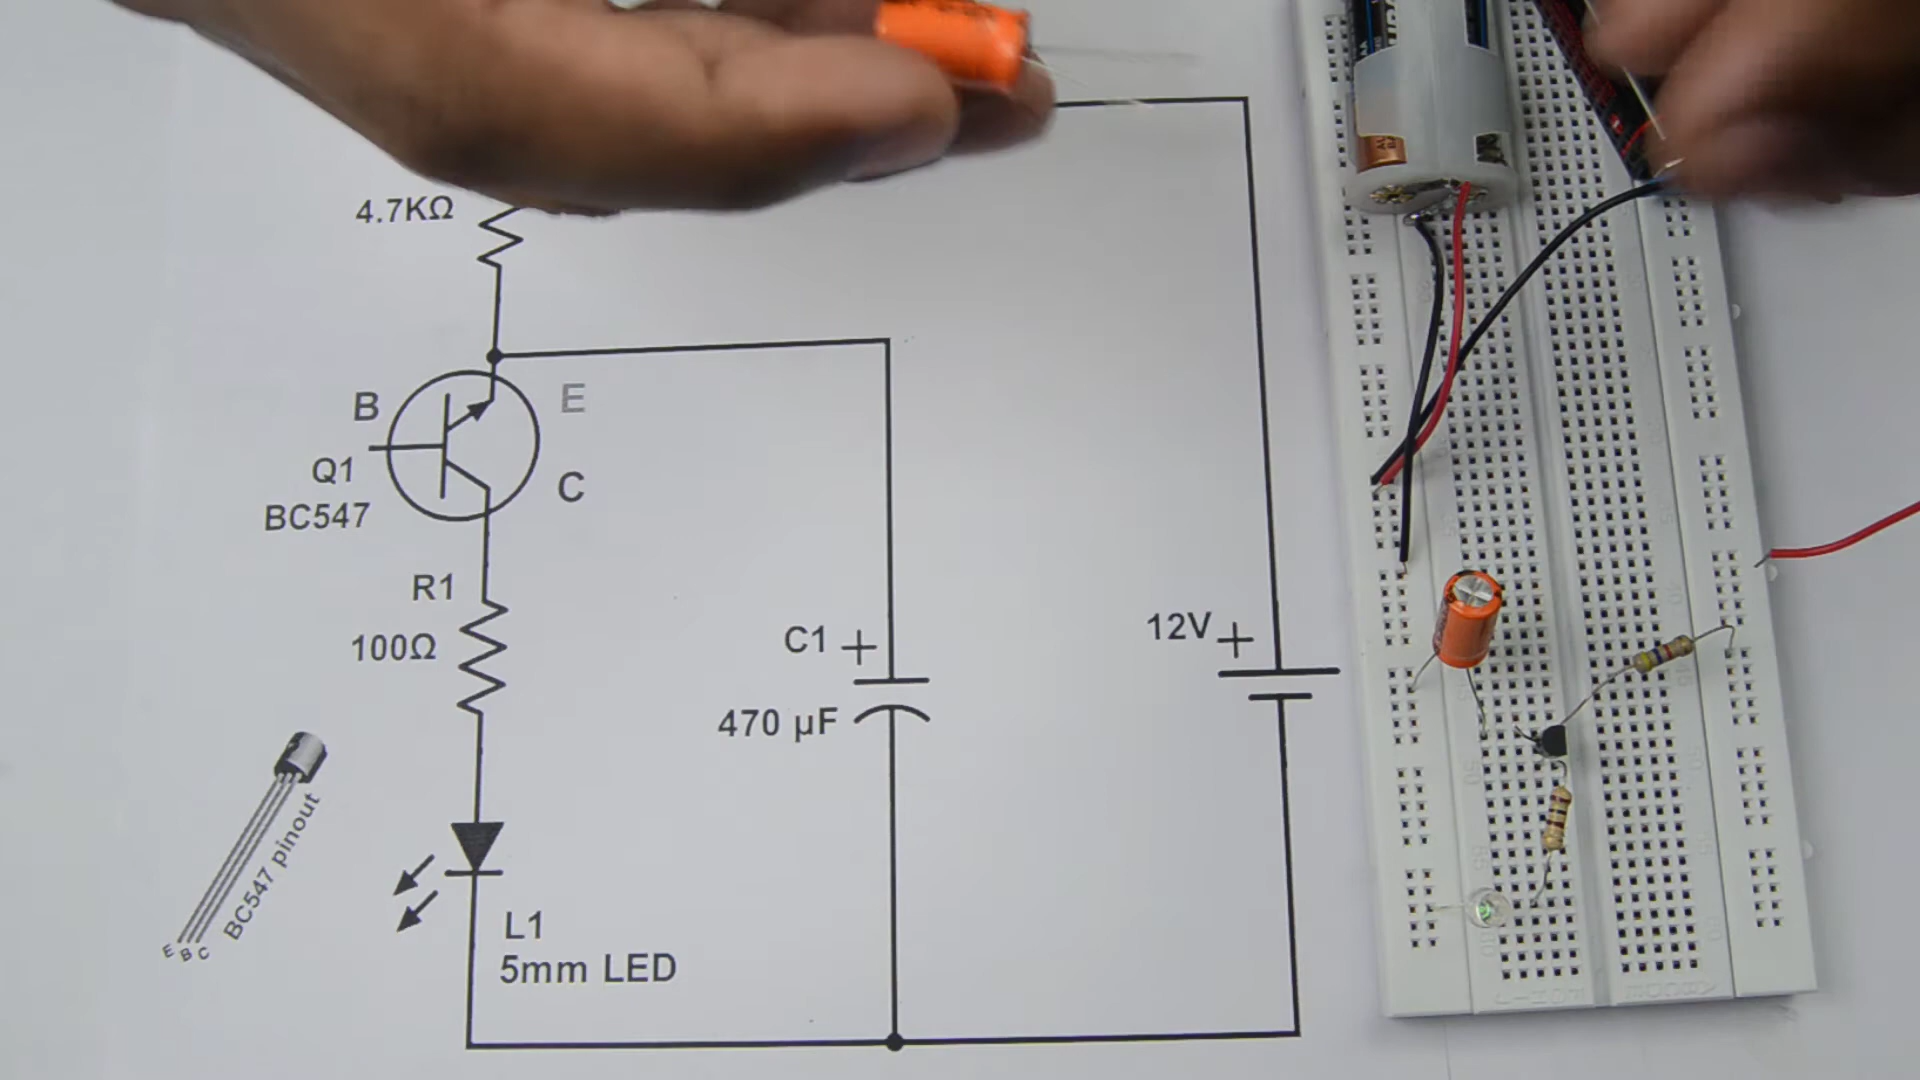 4.7KΩ
B
E
Q1
C
BC547
R1
100Ω
C1 +
470 µF
12V +
BC547 pinout
E B C
L1
5mm LED